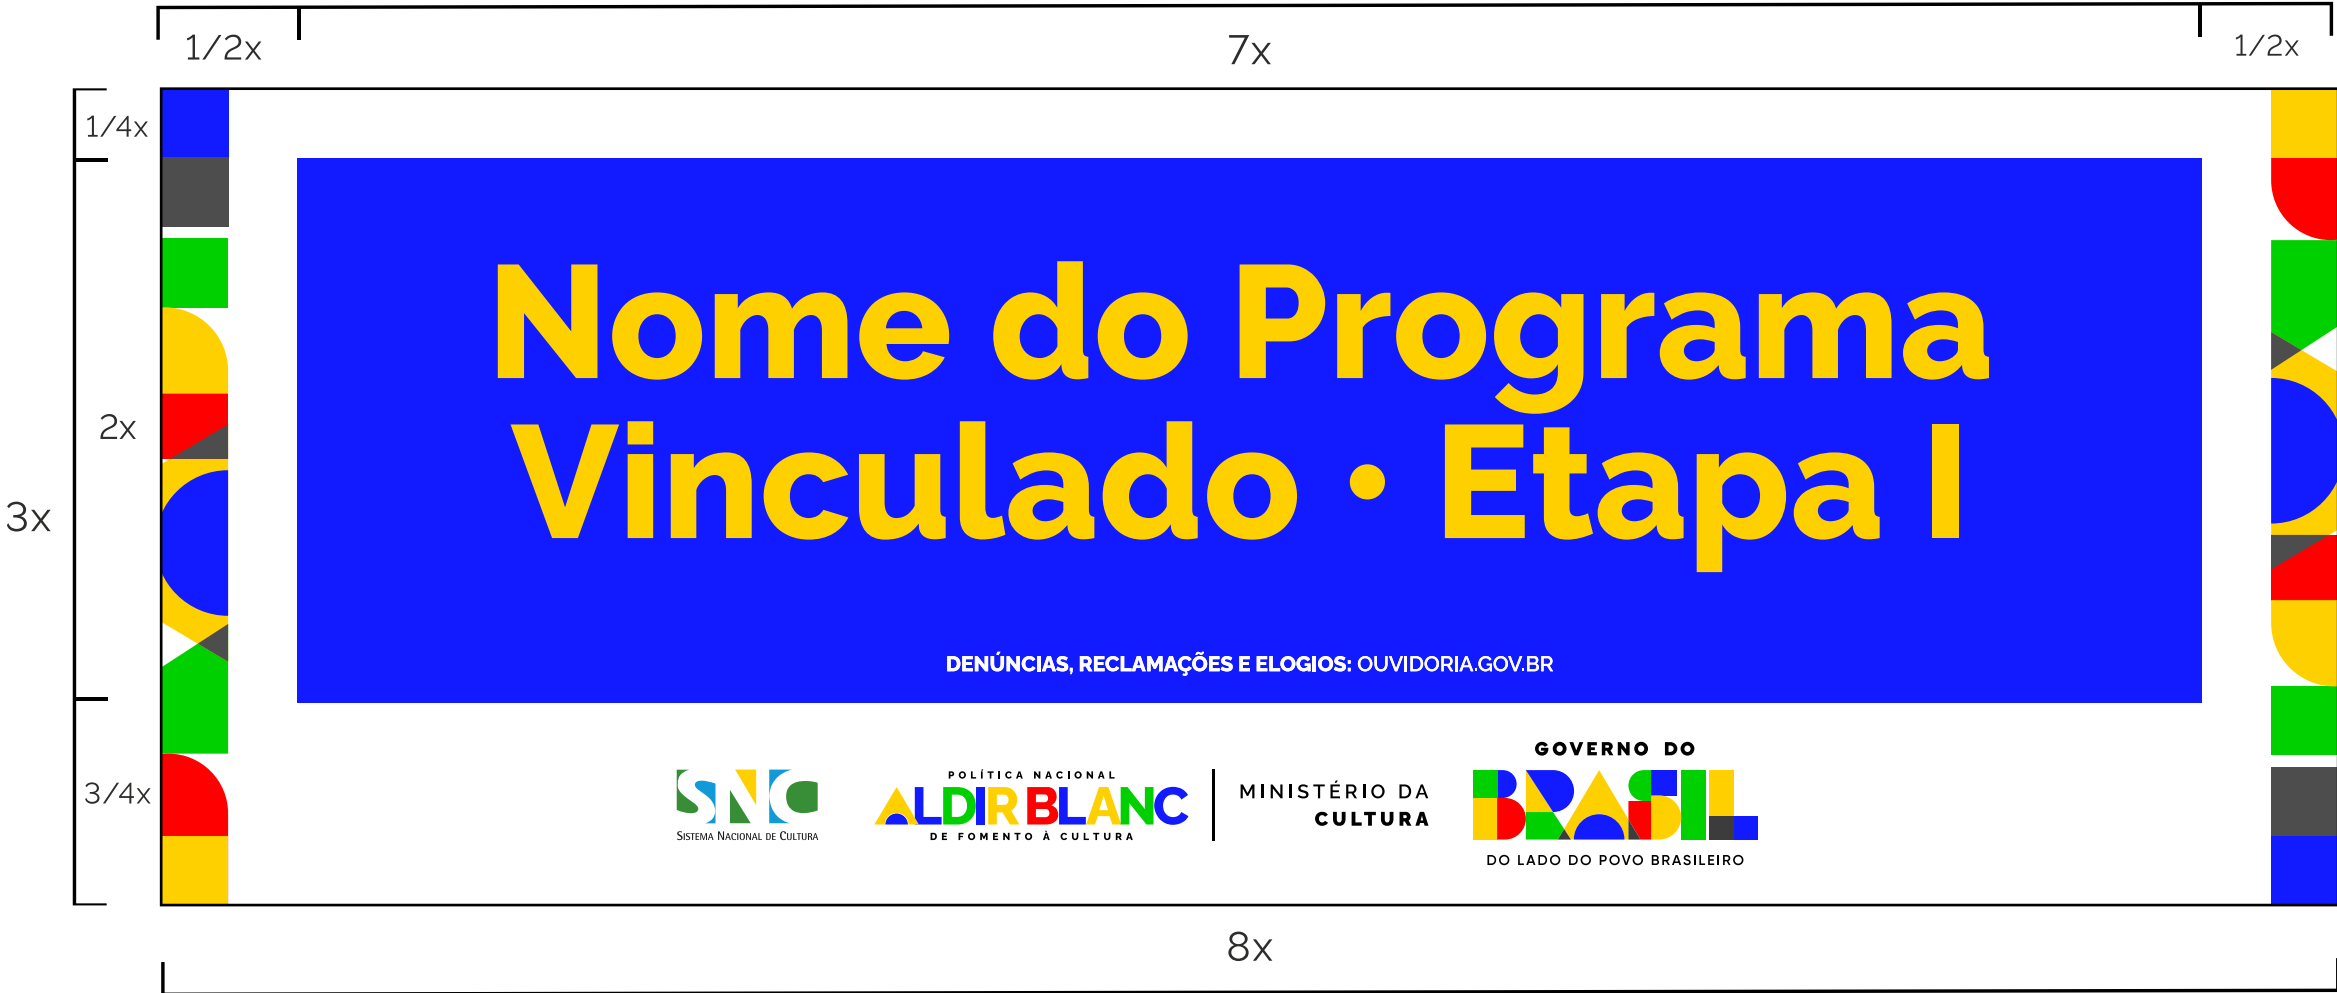 1/2x
7x
1/2x
1/4x
2x
3x
3/4x
Nome do Programa
Vinculado • Etapa I
DENÚNCIAS, RECLAMAÇÕES E ELOGIOS: OUVIDORIA.GOV.BR
SNC
SISTEMA NACIONAL DE CULTURA
POLÍTICA NACIONAL
ALDIR BLANC
DE FOMENTO À CULTURA
MINISTÉRIO DA
CULTURA
GOVERNO DO
BRASIL
DO LADO DO POVO BRASILEIRO
8x